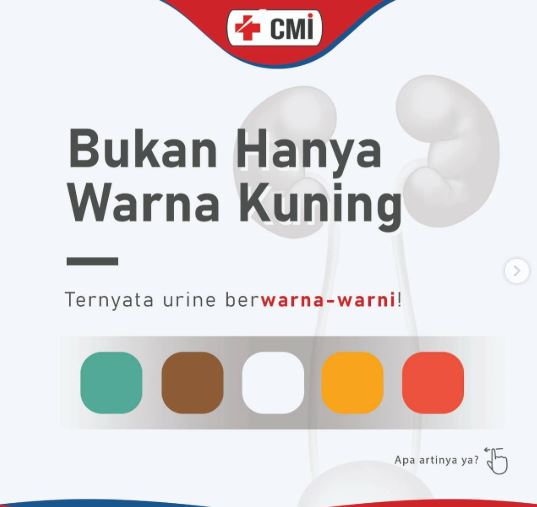 CMI
Bukan Hanya
Warna Kuning
Ternyata urine berwarna-warni!
Apa artinya ya?